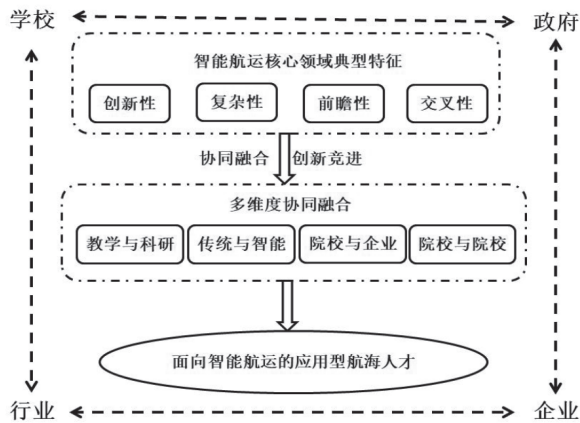 学校
政府
智能航运核心领域典型特征
创新性
复杂性
前瞻性
交叉性
协同融合 创新竞进
多维度协同融合
教学与科研
传统与智能
院校与企业
院校与院校
面向智能航运的应用型航海人才
行业
企业